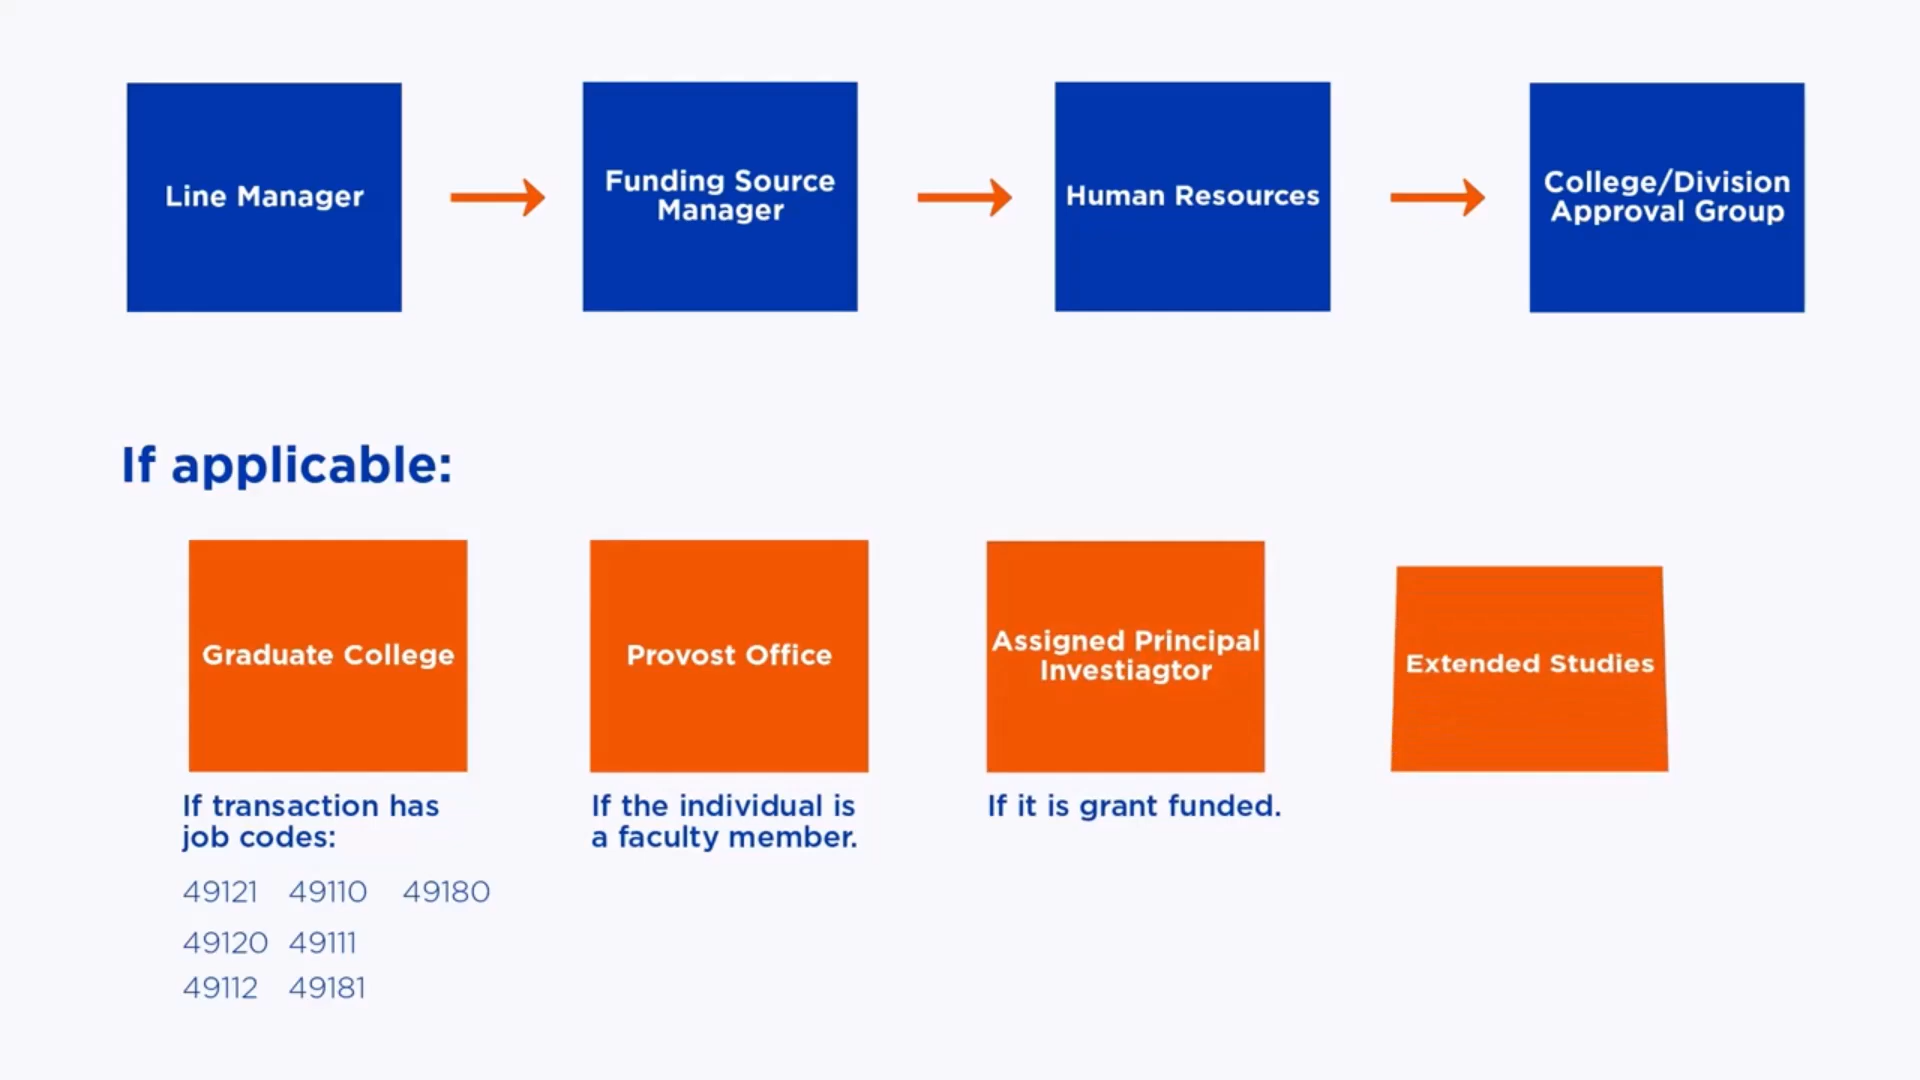 Line Manager
Funding Source
Manager
Human Resources
College/Division
Approval Group
If applicable:
Graduate College
Provost Office
Assigned Principal
Investiagtor
Extended Studies
If transaction has
job codes:
If the individual is
a faculty member.
If it is grant funded.
49121 49110 49180
49120 49111
49112 49181